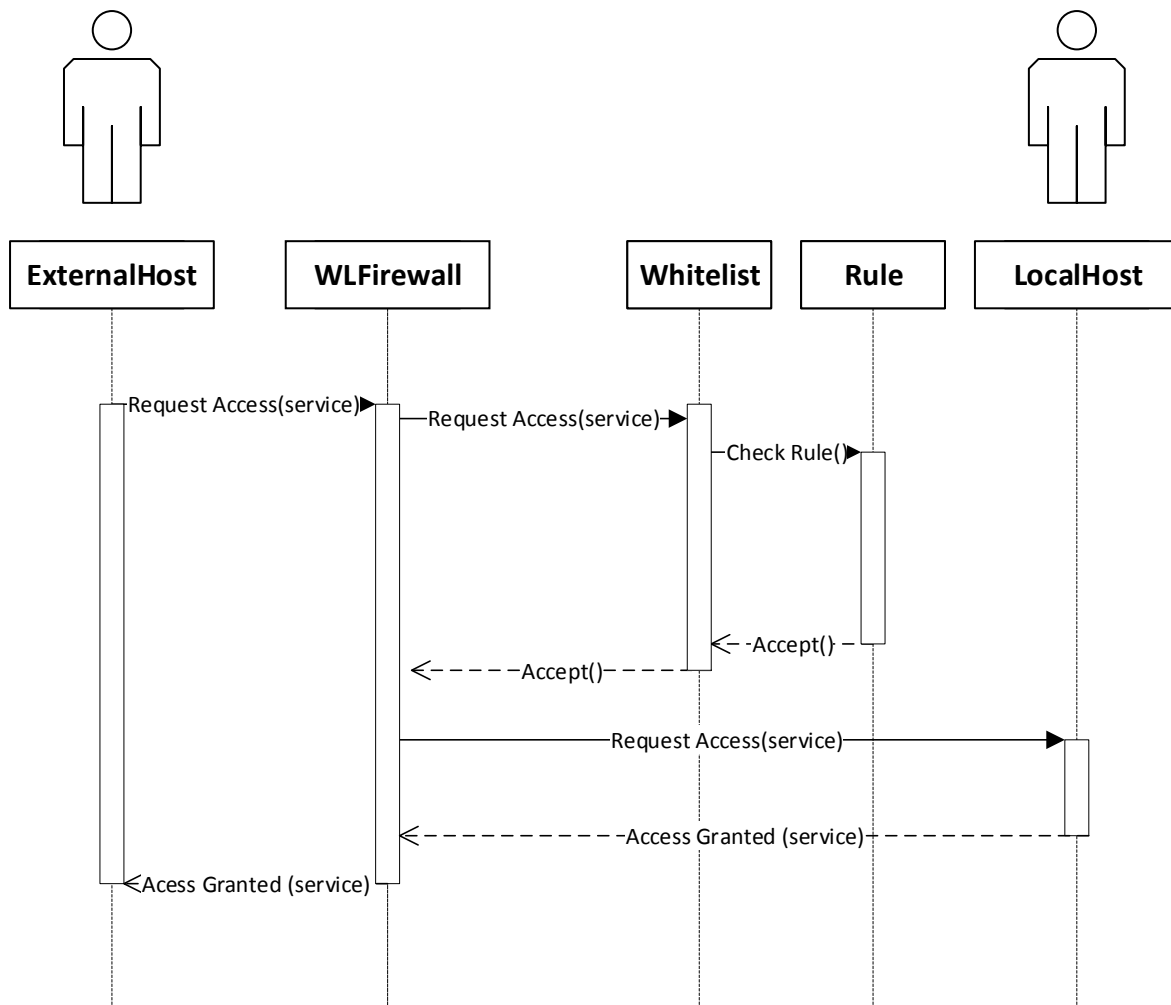 ExternalHost
WLFirewall
Whitelist
Rule
LocalHost
Request Access(service)
Request Access(service)
Check Rule()
Accept()
Accept()
Request Access(service)
Access Granted (service)
Acess Granted (service)